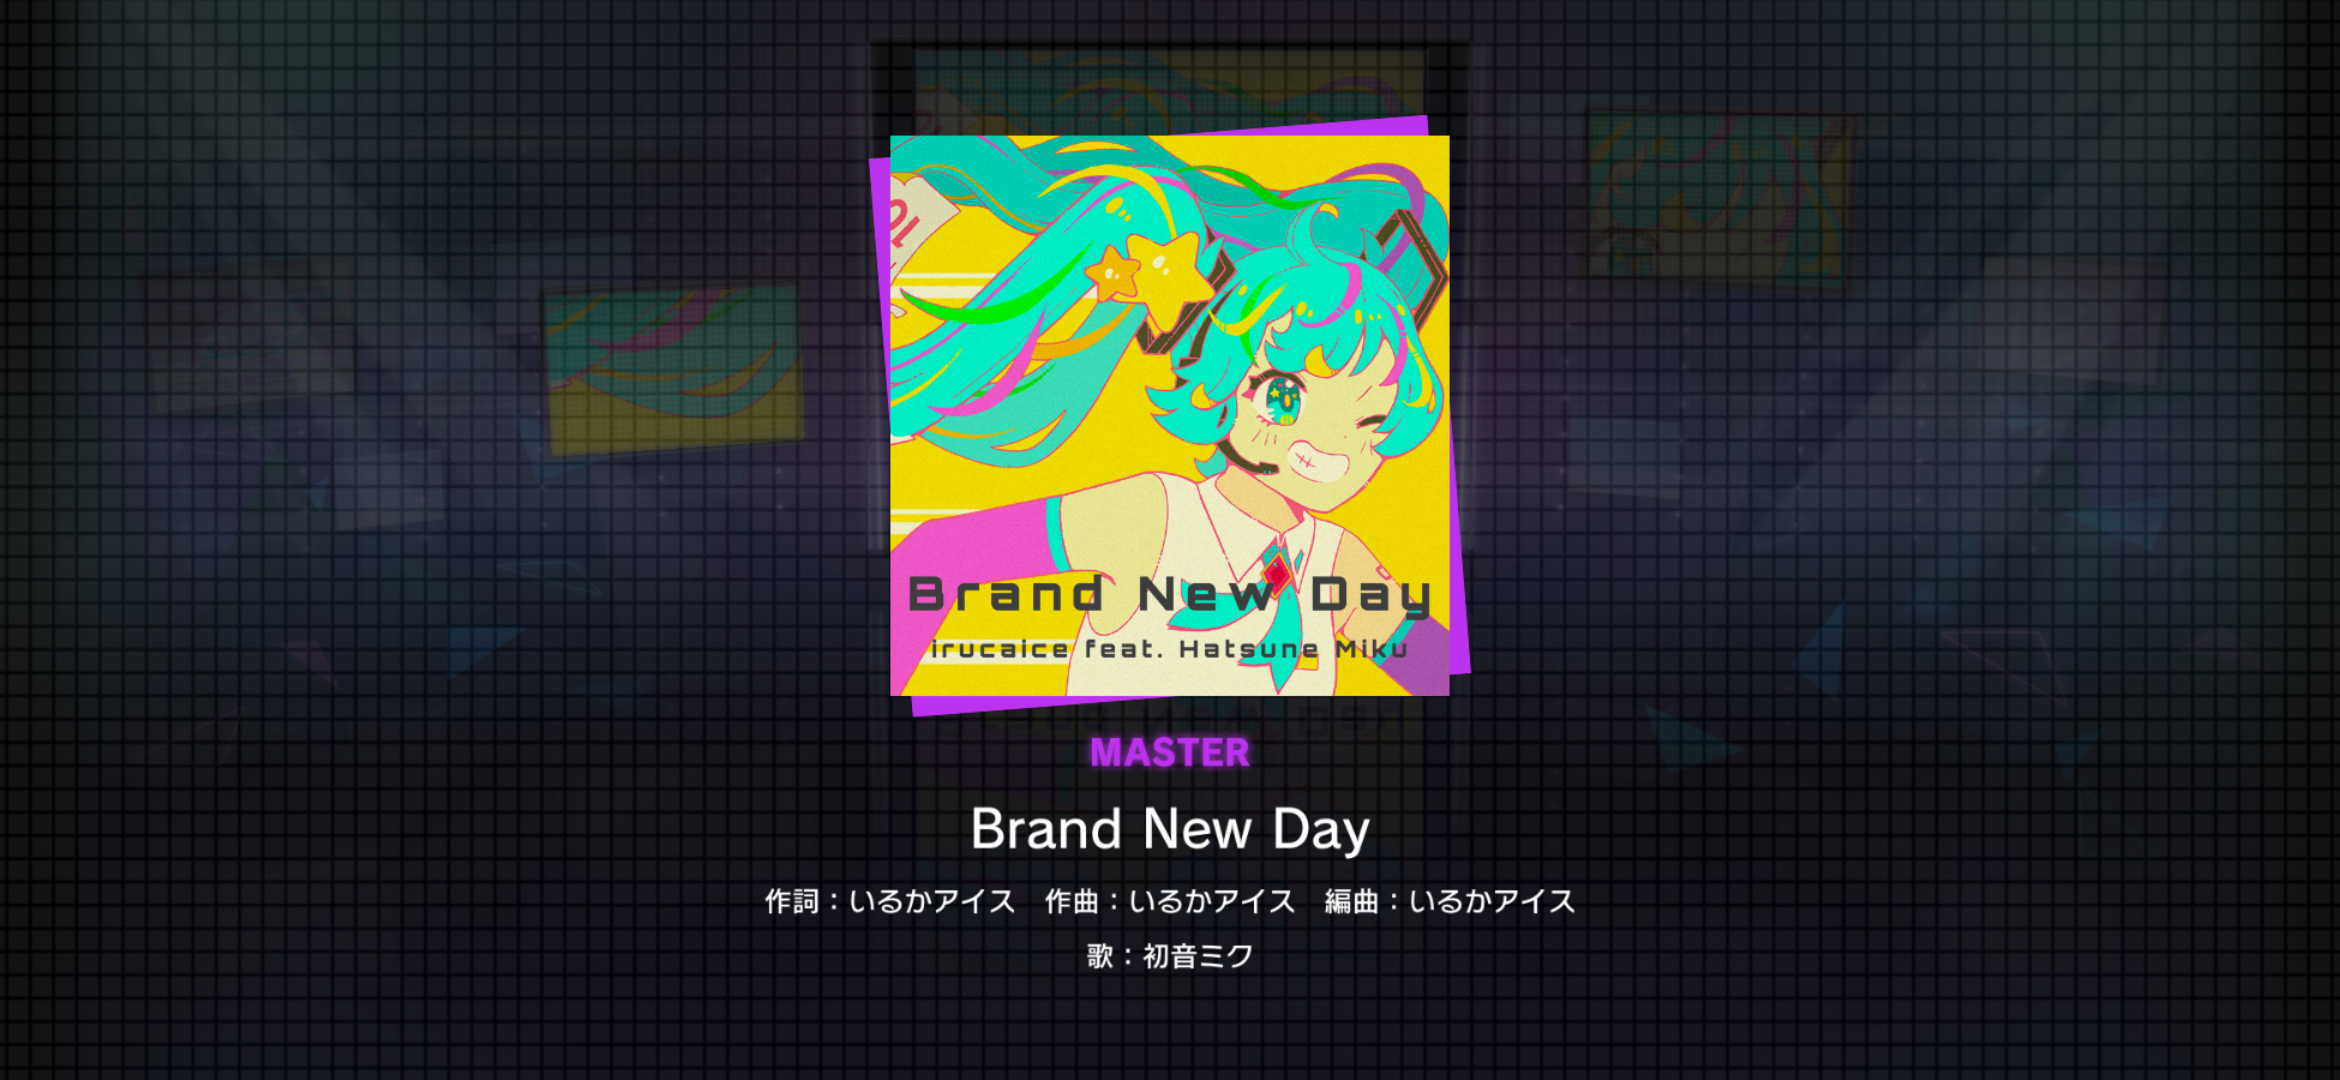 01
Brand New Day
irucaice feat. Hatsune Miku
MASTER
Brand New Day
作詞：いるかアイス　作曲：いるかアイス　編曲：いるかアイス
歌：初音ミク